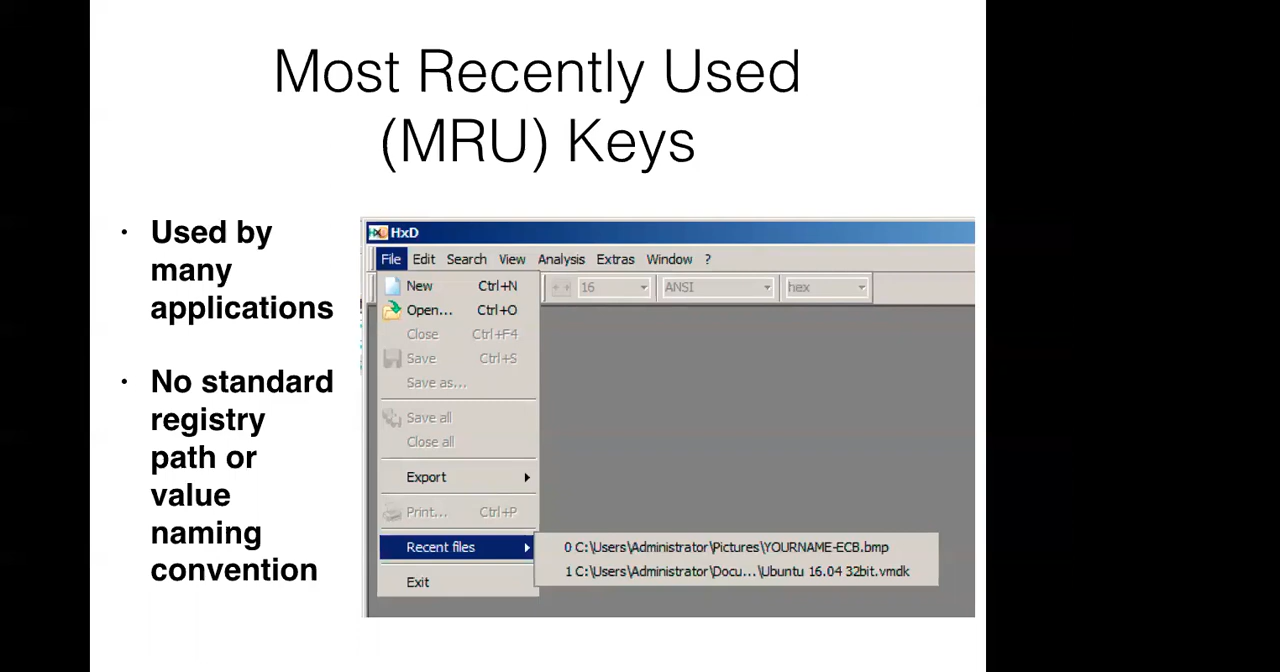 Most Recently Used
(MRU) Keys
• Used by
many
applications
• No standard
registry
path or
value
naming
convention
HxD
File Edit Search View Analysis Extras Window ?
16 ANSI hex
New Ctrl+N
Open... Ctrl+O
Close Ctrl+F4
Save Ctrl+S
Save as...
Save all
Close all
Export
Print... Ctrl+P
Recent files
0 C:\Users\Administrator\Pictures\YOURNAME-ECB.bmp
1 C:\Users\Administrator\Docu...\Ubuntu 16.04 32bit.vmdk
Exit